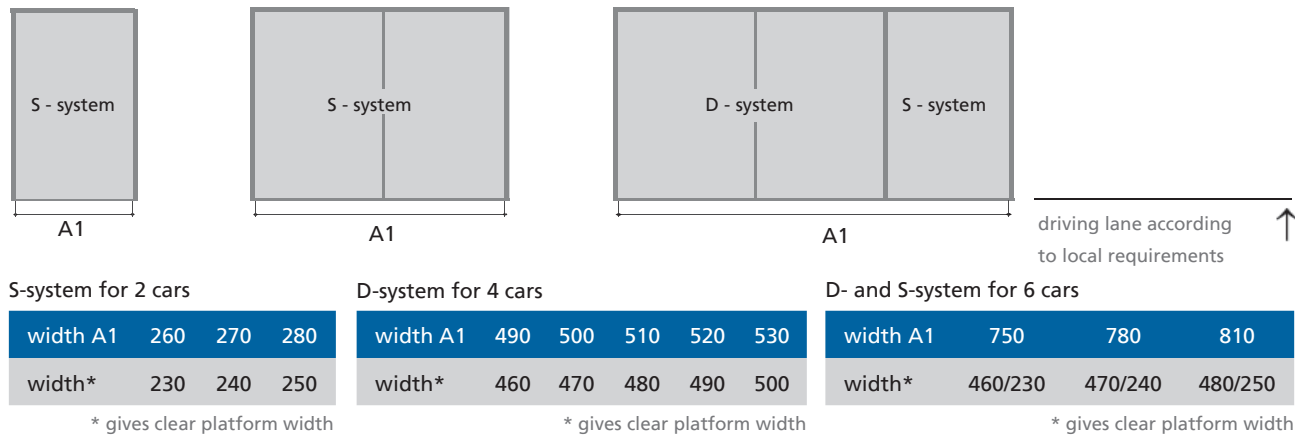 S - system
S - system
D - system
S - system
A1
A1
A1
driving lane according
to local requirements
S-system for 2 cars
width A1 260 270 280
width* 230 240 250
* gives clear platform width
D-system for 4 cars
width A1 490 500 510 520 530
width* 460 470 480 490 500
* gives clear platform width
D- and S-system for 6 cars
width A1 750 780 810
width* 460/230 470/240 480/250
* gives clear platform width